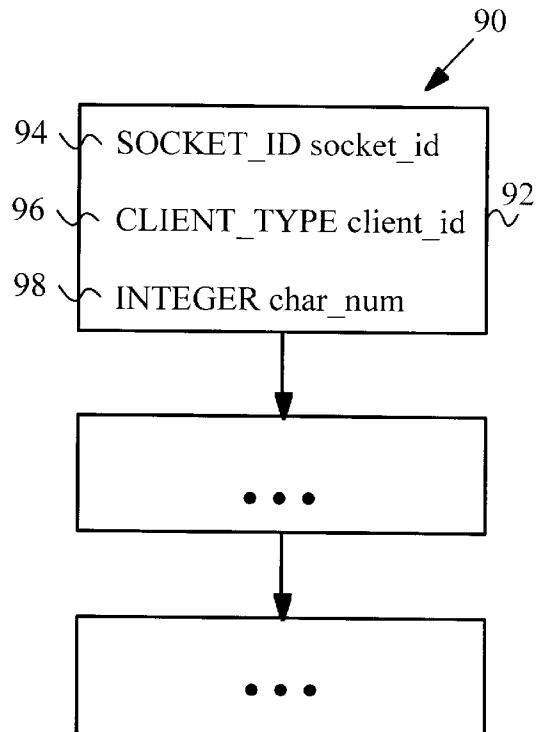 90
94 SOCKET_ID socket_id
96 CLIENT_TYPE client_id 92
98 INTEGER char_num
• • •
• • •